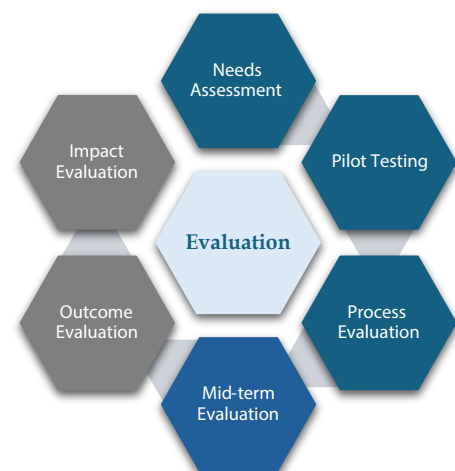 Needs
Assessment
Pilot Testing
Process
Evaluation
Mid-term
Evaluation
Outcome
Evaluation
Impact
Evaluation
Evaluation